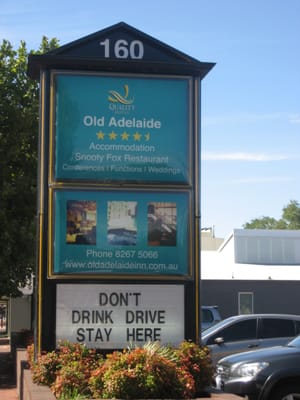 160
QUALITY
Old Adelaide
Accommodation
Snooty Fox Restaurant
Conferences | Functions | Weddings
Phone 8267 5066
www.oldadelaideinn.com.au
DON'T
DRINK DRIVE
STAY HERE